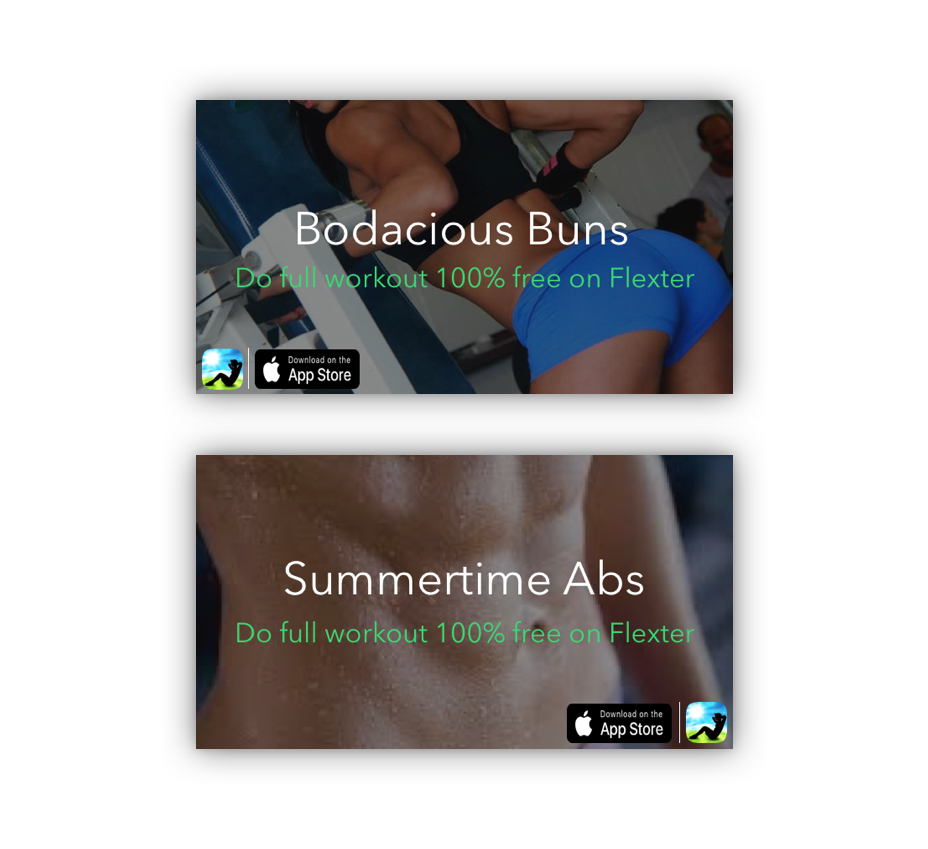 Bodacious Buns
Do full workout 100% free on Flexter
Download on the
App Store
Summertime Abs
Do full workout 100% free on Flexter
Download on the
App Store